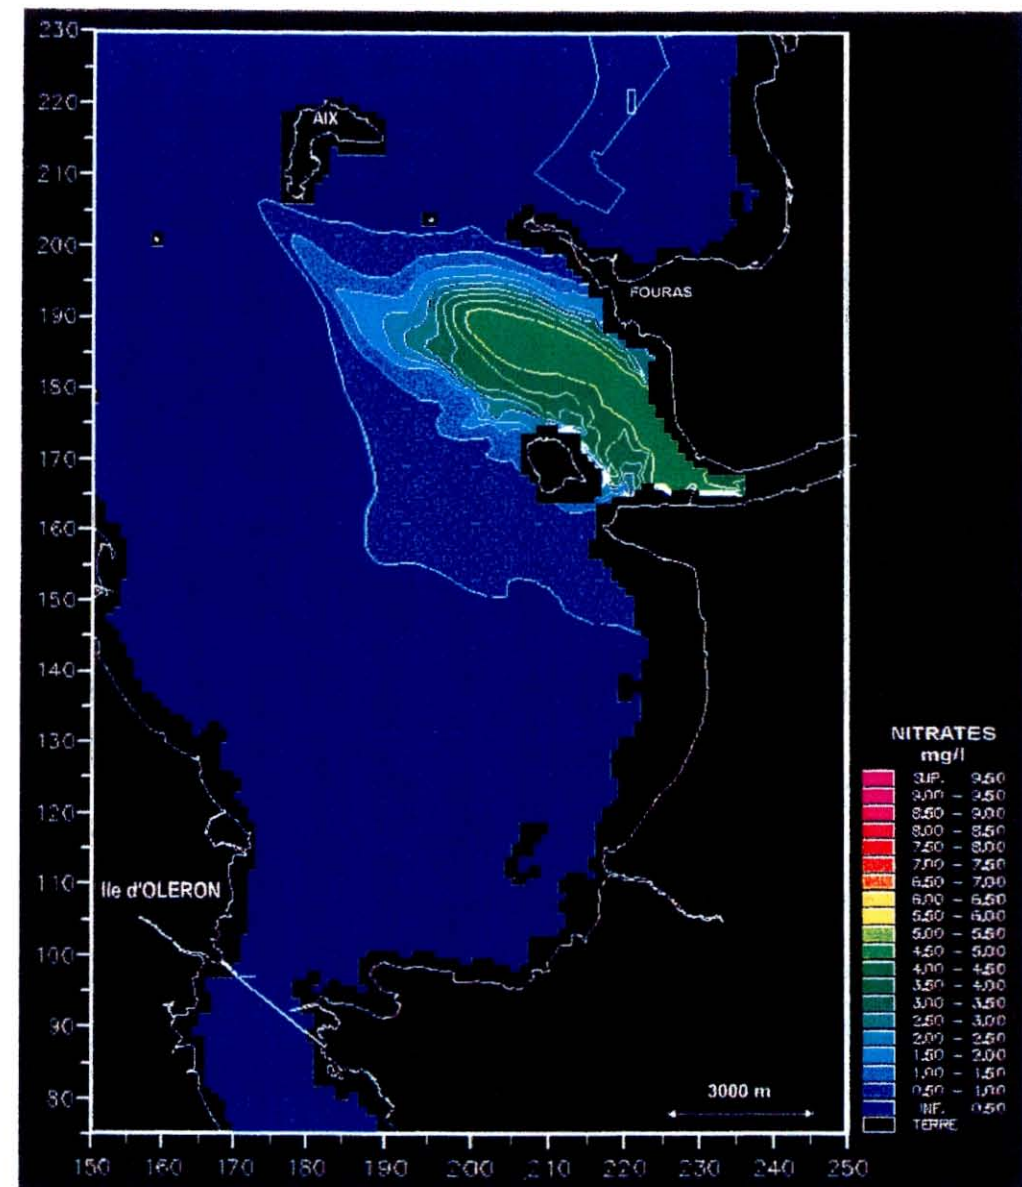 230
220
210
200
190
180
170
160
150
140
130
120
110
100
90
80
AIX
FOURAS
Ile d'OLERON
3000 m
150 160 170 180 190 200 210 220 230 240 250
NITRATES
mg/l
SUP. 9.50
9.00 - 9.50
8.50 - 9.00
8.00 - 8.50
7.50 - 8.00
7.00 - 7.50
6.50 - 7.00
6.00 - 6.50
5.50 - 6.00
5.00 - 5.50
4.50 - 5.00
4.00 - 4.50
3.50 - 4.00
3.00 - 3.50
2.50 - 3.00
2.00 - 2.50
1.50 - 2.00
1.00 - 1.50
0.50 - 1.00
INF. 0.50
TERRE